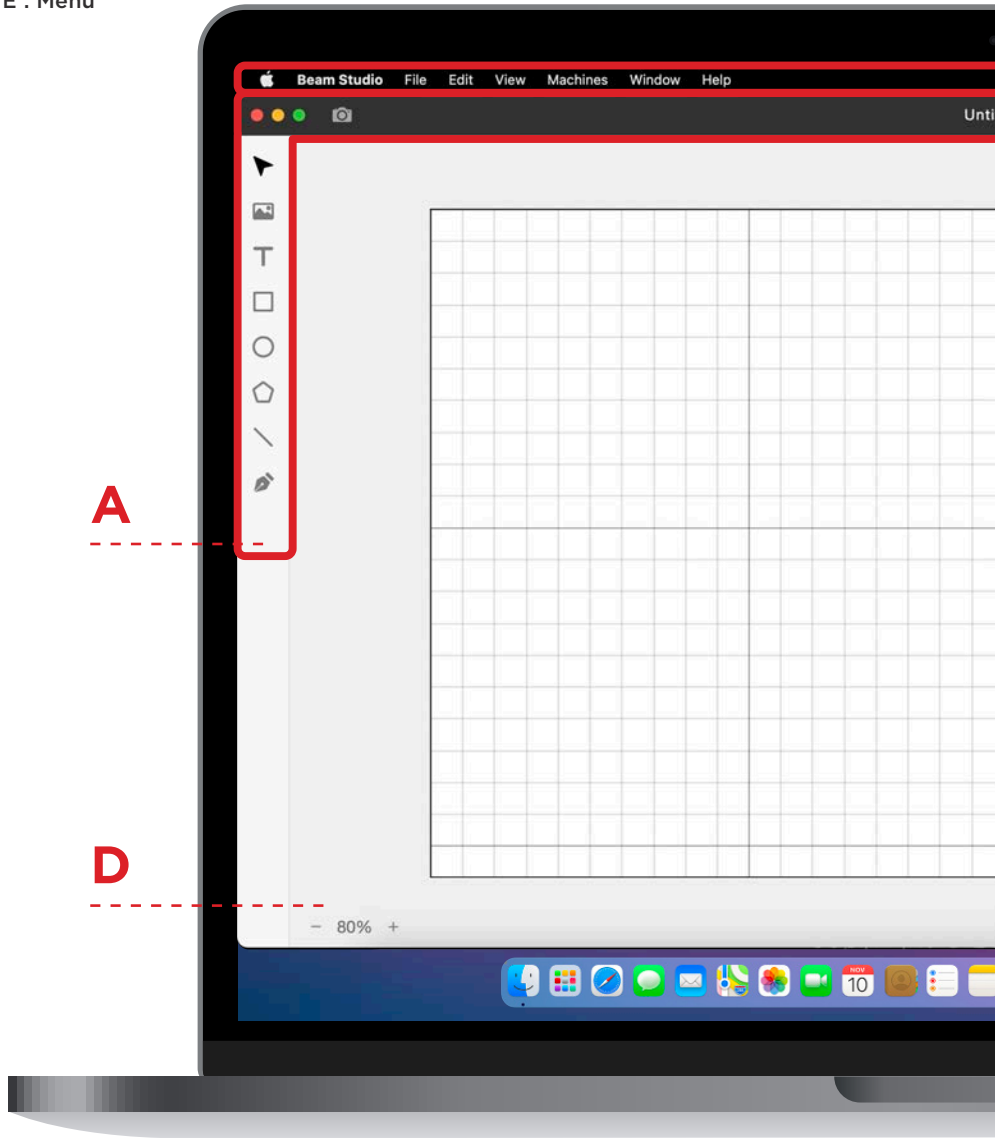 E : Menu
Beam Studio File Edit View Machines Window Help
Unti
T
A
D
- 80% +
NOV
10